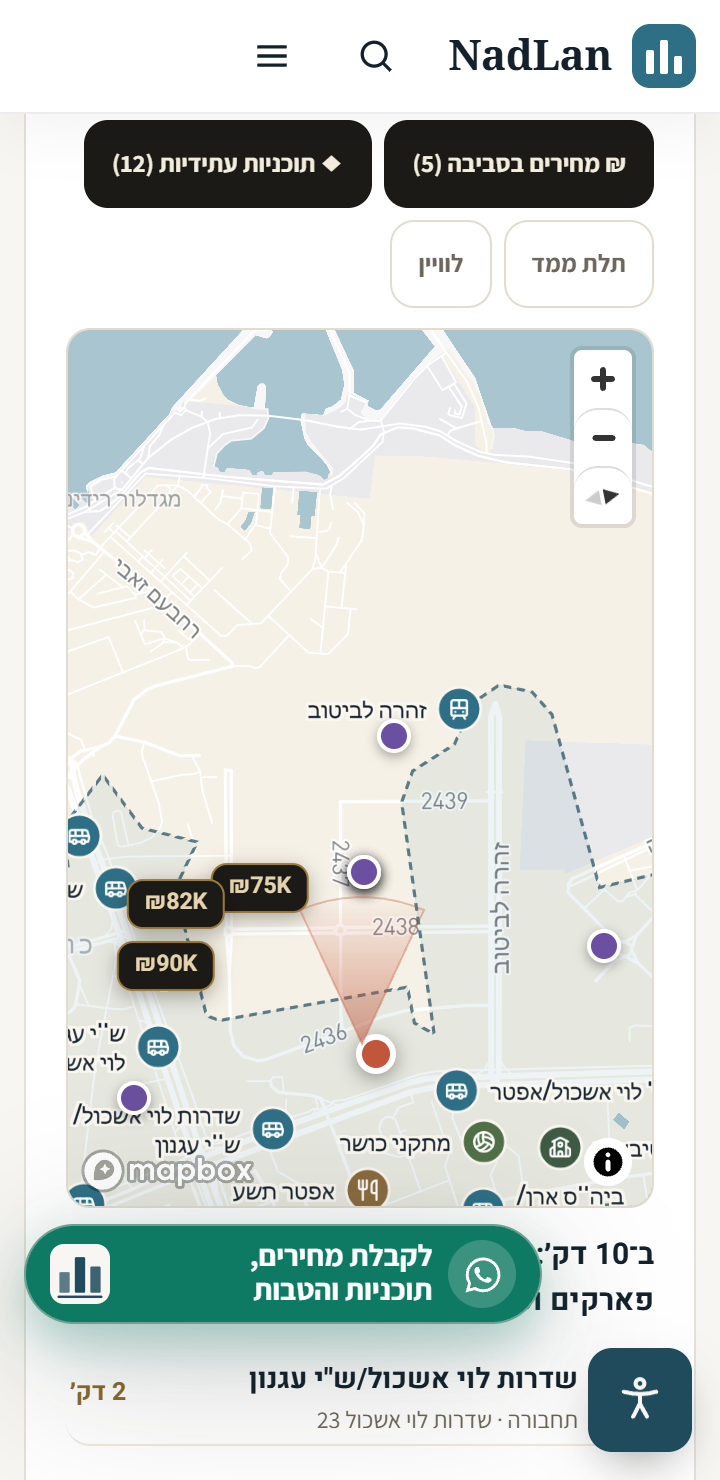 NadLan
₪ מחירים בסביבה (5)
◆ תוכניות עתידיות (12)
תלת ממד
לוויין
מגדלור רידינג
רחבעם זאבי
זהרה לביטוב
2439
2437
זהרה לביטוב
2438
₪75K
₪82K
₪90K
2436
ש''י עג
לוי אש
לוי אשכול/אפטר
שדרות לוי אשכול/
ש''י עגנון
מתקני כושר
אפטר תשע
ביה''ס ארן/
mapbox
ב־10 דק׳:
פארקים
לקבלת מחירים,
תוכניות והטבות
שדרות לוי אשכול/ש"י עגנון
2 דק׳
תחבורה · שדרות לוי אשכול 23